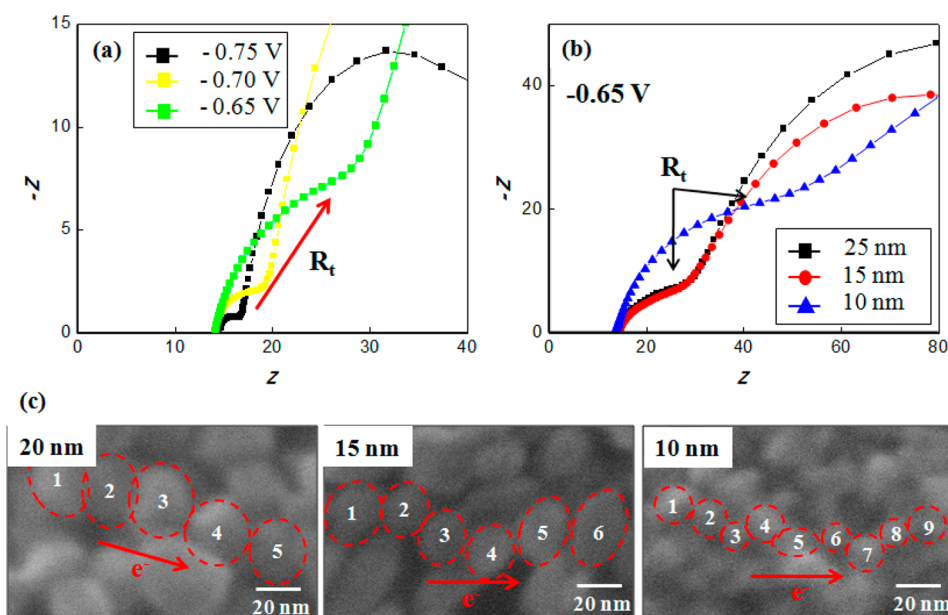 (a)
- 0.75 V
- 0.70 V
- 0.65 V
Rt
-Z
15
10
5
0
0 10 20 30 40
Z
(b)
-0.65 V
Rt
25 nm
15 nm
10 nm
-Z
40
20
0
0 20 40 60 80
Z
(c)
20 nm
1 2 3 4 5
e-
20 nm
15 nm
1 2 3 4 5 6
e-
20 nm
10 nm
1 2 3 4 5 6 7 8 9
e-
20 nm